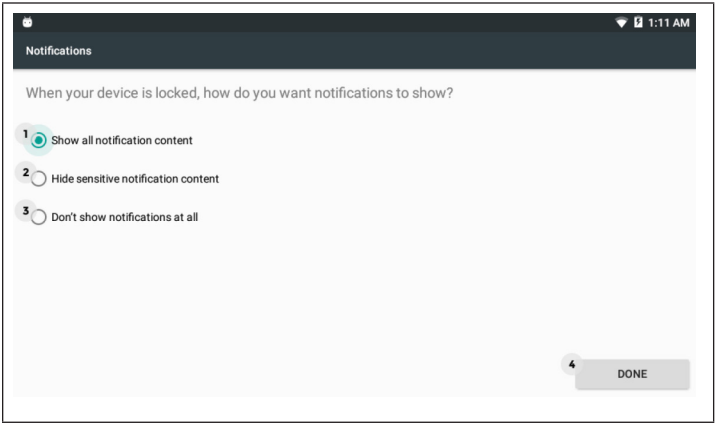 1:11 AM
Notifications
When your device is locked, how do you want notifications to show?
1 Show all notification content
2 Hide sensitive notification content
3 Don't show notifications at all
4 DONE